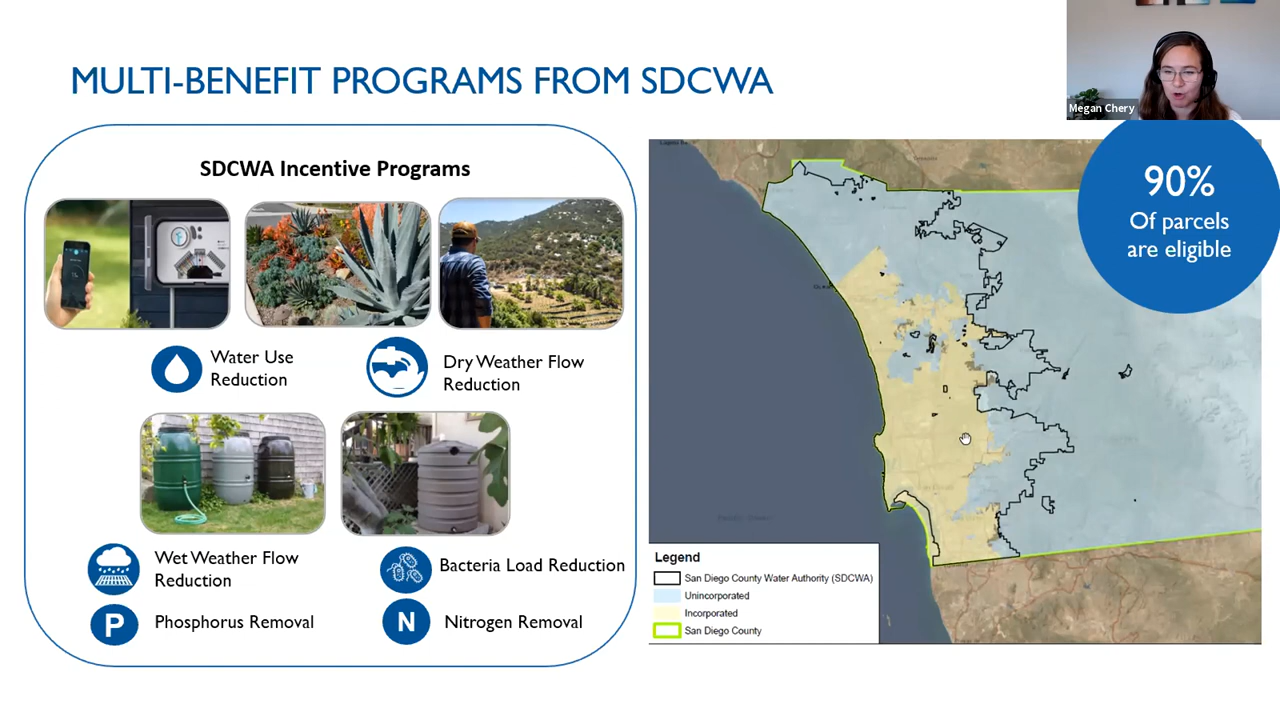 MULTI-BENEFIT PROGRAMS FROM SDCWA
Megan Chery
SDCWA Incentive Programs
Water Use
Reduction
Dry Weather Flow
Reduction
Wet Weather Flow
Reduction
Bacteria Load Reduction
P
Phosphorus Removal
N
Nitrogen Removal
90%
Of parcels
are eligible
Legend
San Diego County Water Authority (SDCWA)
Unincorporated
Incorporated
San Diego County